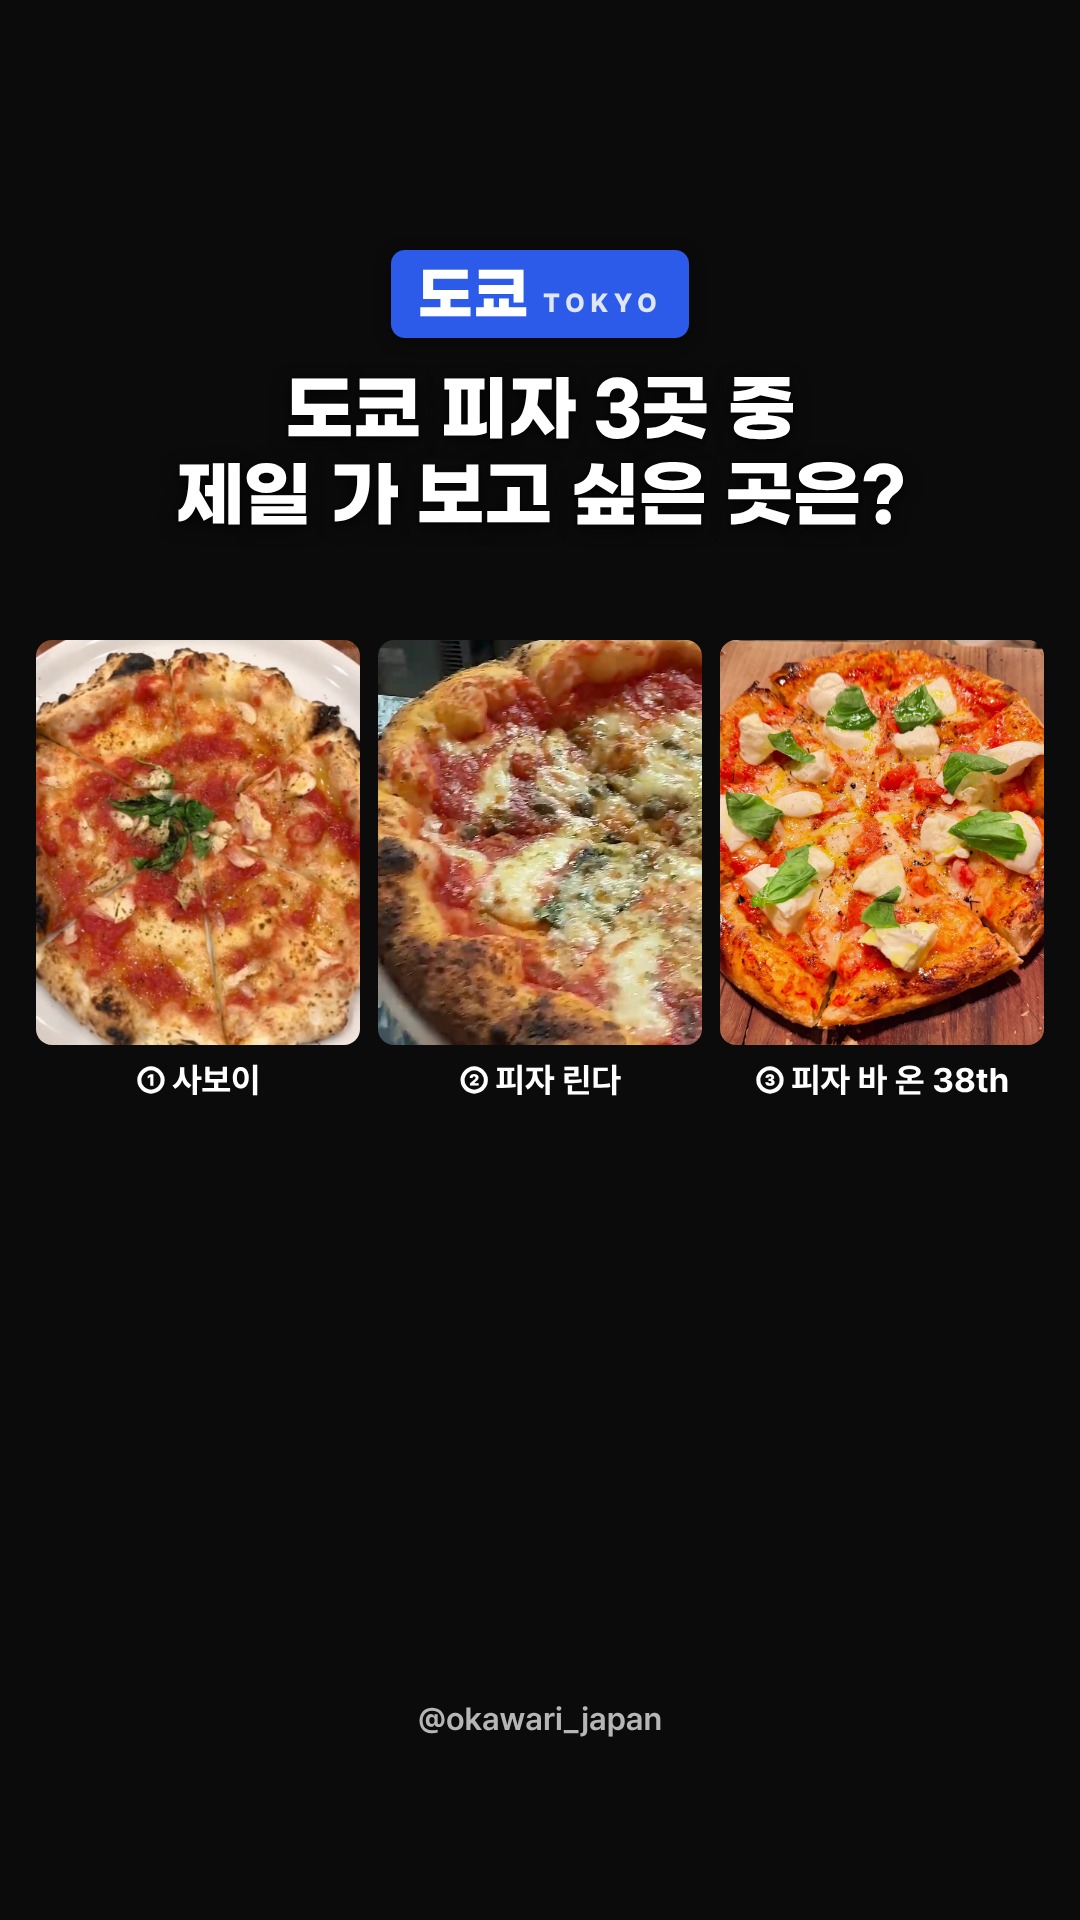 도쿄 TOKYO
도쿄 피자 3곳 중
제일 가 보고 싶은 곳은?
① 사보이
② 피자 린다
③ 피자 바 온 38th
@okawari_japan